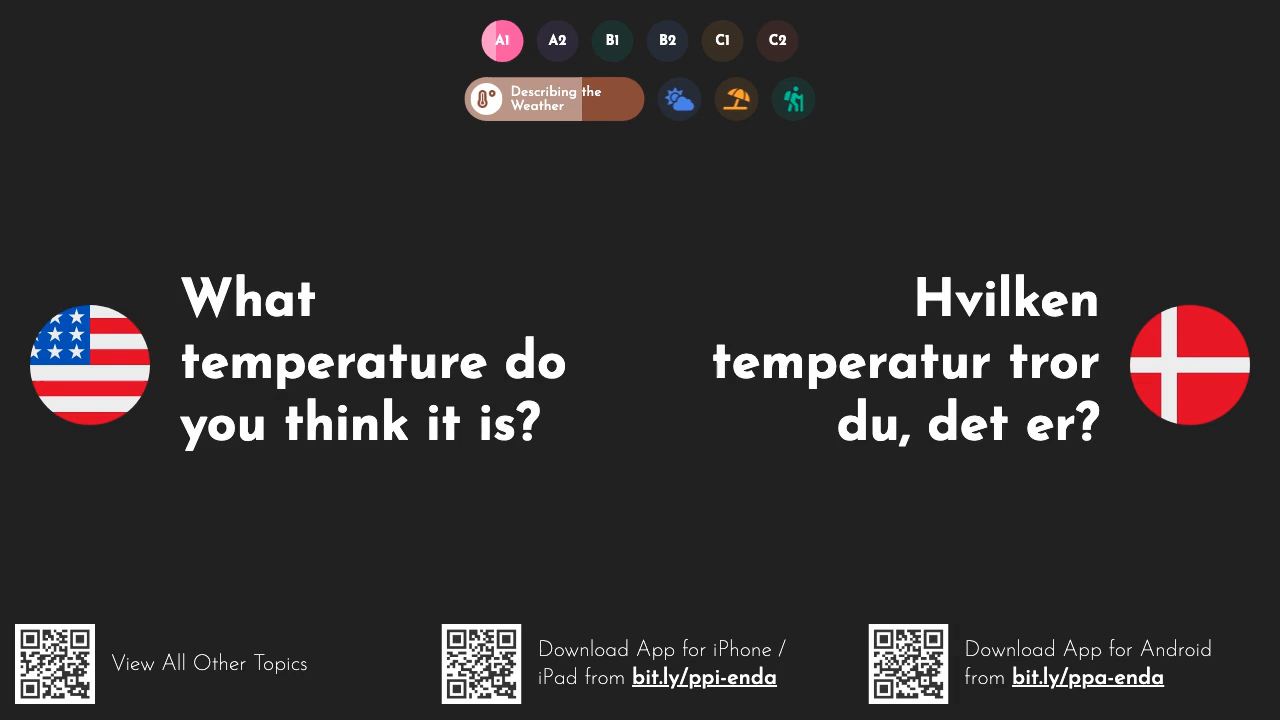 A1 A2 B1 B2 C1 C2
Describing the
Weather
What
temperature do
you think it is?
Hvilken
temperatur tror
du, det er?
View All Other Topics
Download App for iPhone /
iPad from bit.ly/ppi-enda
Download App for Android
from bit.ly/ppa-enda